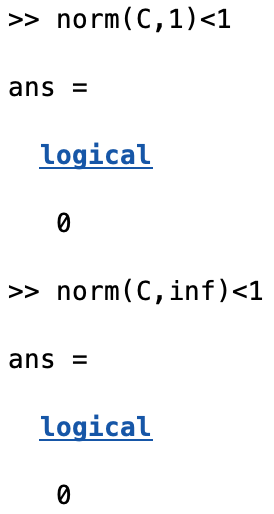 >> norm(C,1)<1
ans =
logical
0
>> norm(C,inf)<1
ans =
logical
0